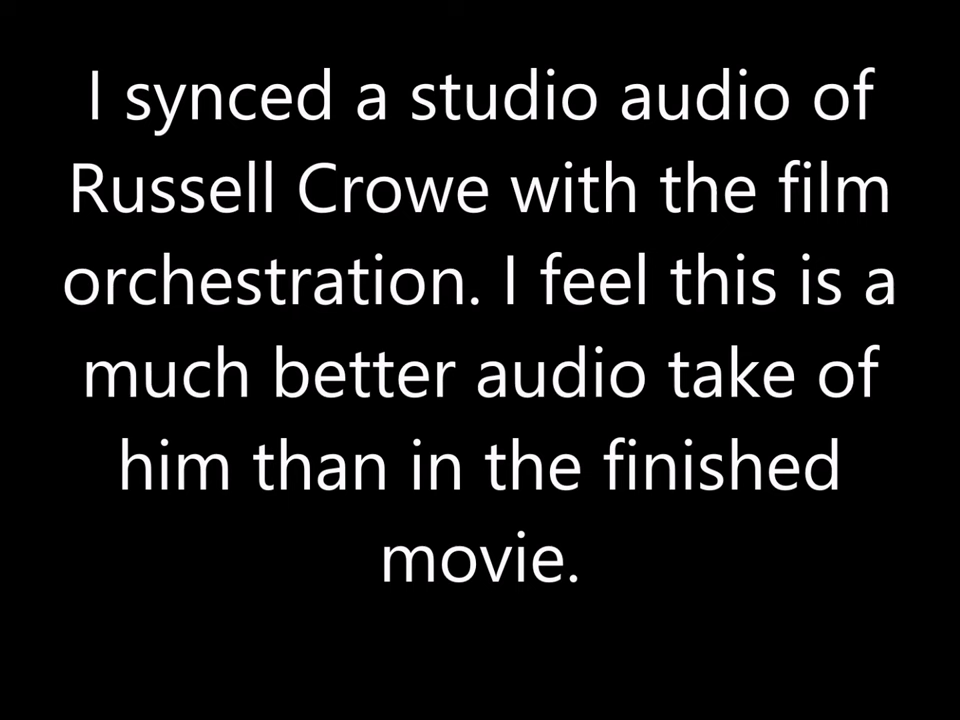 I synced a studio audio of
Russell Crowe with the film
orchestration. I feel this is a
much better audio take of
him than in the finished
movie.